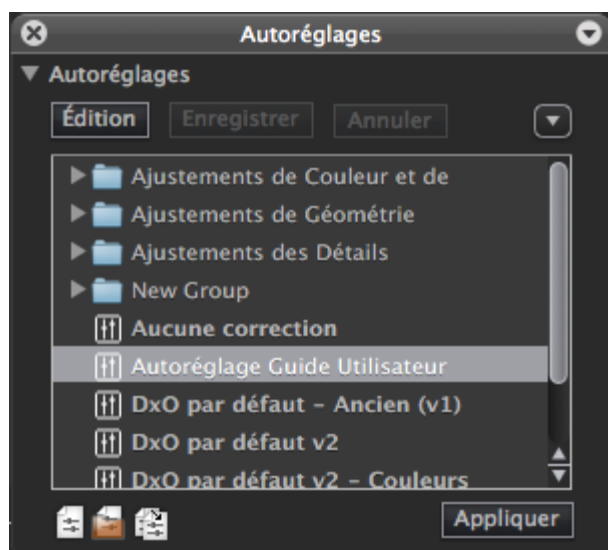 Autoréglages
Autoréglages
Édition Enregistrer Annuler
Ajustements de Couleur et de
Ajustements de Géométrie
Ajustements des Détails
New Group
Aucune correction
Autoréglage Guide Utilisateur
DxO par défaut – Ancien (v1)
DxO par défaut v2
DxO par défaut v2 – Couleurs
Appliquer